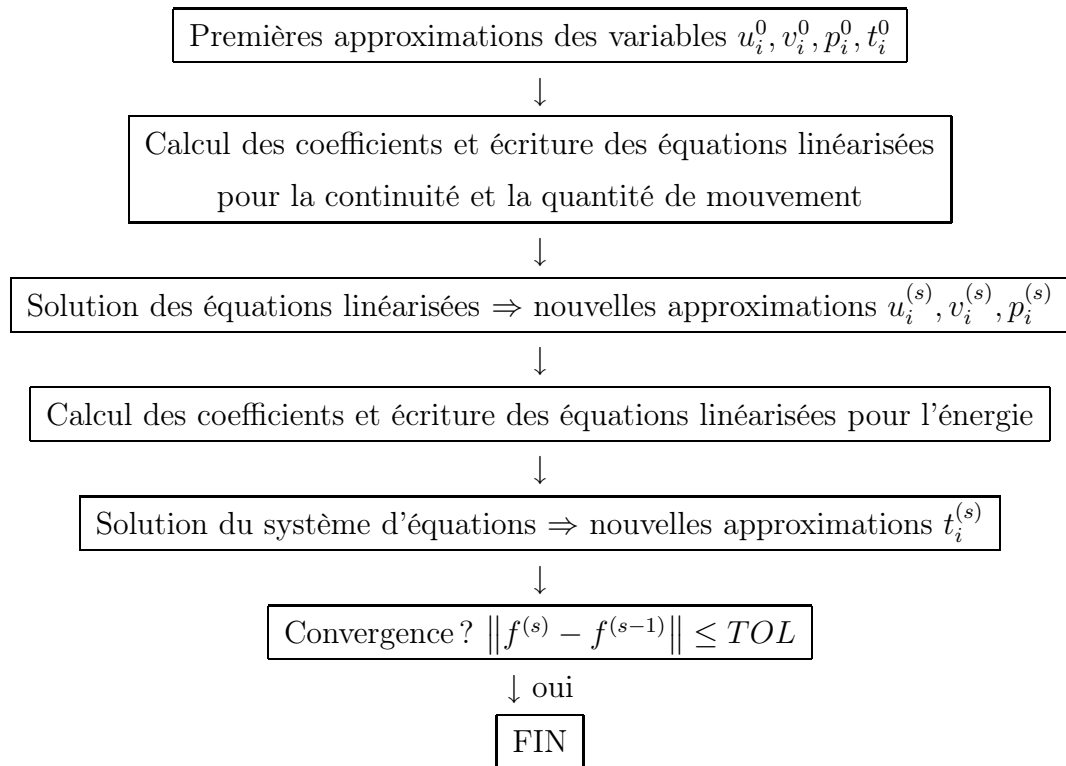 Premières approximations des variables $u_i^0, v_i^0, p_i^0, t_i^0$
↓
Calcul des coefficients et écriture des équations linéarisées
pour la continuité et la quantité de mouvement
↓
Solution des équations linéarisées ⇒ nouvelles approximations $u_i^{(s)}, v_i^{(s)}, p_i^{(s)}$
↓
Calcul des coefficients et écriture des équations linéarisées pour l'énergie
↓
Solution du système d'équations ⇒ nouvelles approximations $t_i^{(s)}$
↓
Convergence ? $\left\| f^{(s)} - f^{(s-1)} \right\| \leq TOL$
↓ oui
FIN